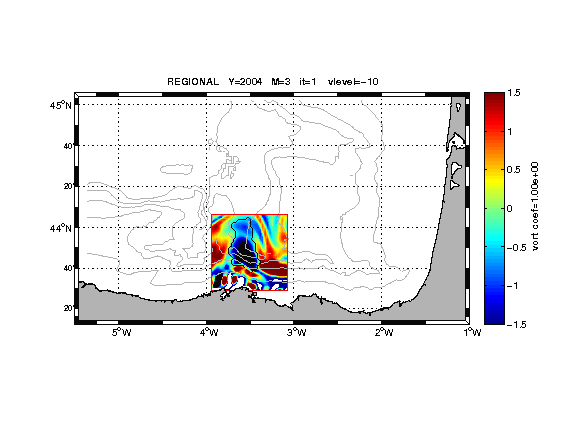 REGIONAL Y=2004 M=3 it=1 vlevel=-10
45°N
40'
20'
44°N
40'
20'
5°W
4°W
3°W
2°W
1°W
1.5
1
0.5
0
-0.5
-1
-1.5
vort coef=1.00e+00